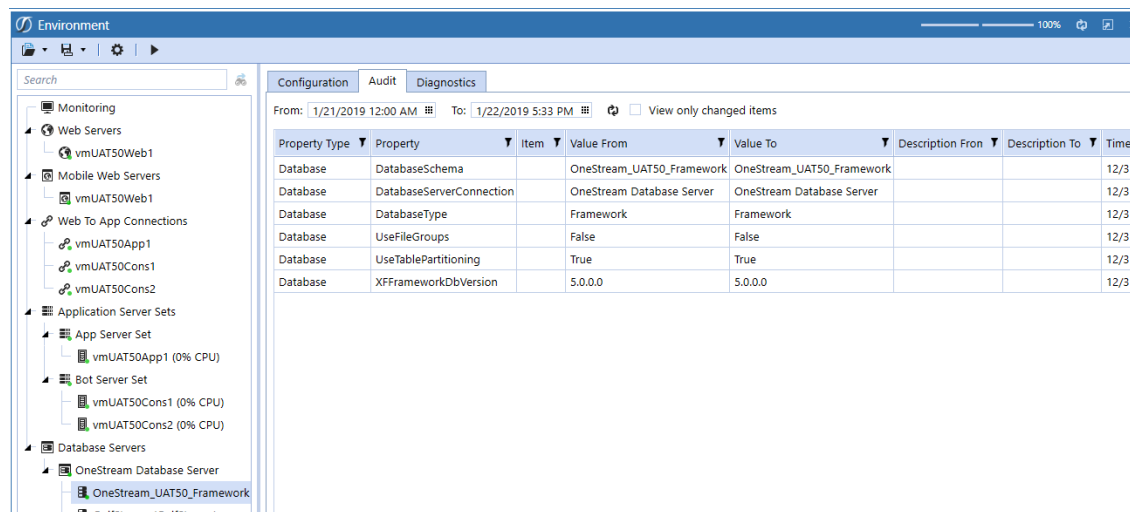 Environment
100%
Search
Configuration Audit Diagnostics
From: 1/21/2019 12:00 AM To: 1/22/2019 5:33 PM View only changed items
Property Type Property Item Value From Value To Description Fron Description To Time
Database DatabaseSchema OneStream_UAT50_Framework OneStream_UAT50_Framework 12/3
Database DatabaseServerConnection OneStream Database Server OneStream Database Server 12/3
Database DatabaseType Framework Framework 12/3
Database UseFileGroups False False 12/3
Database UseTablePartitioning True True 12/3
Database XFFrameworkDbVersion 5.0.0.0 5.0.0.0 12/3
Monitoring
Web Servers
vmUAT50Web1
Mobile Web Servers
vmUAT50Web1
Web To App Connections
vmUAT50App1
vmUAT50Cons1
vmUAT50Cons2
Application Server Sets
App Server Set
vmUAT50App1 (0% CPU)
Bot Server Set
vmUAT50Cons1 (0% CPU)
vmUAT50Cons2 (0% CPU)
Database Servers
OneStream Database Server
OneStream_UAT50_Framework